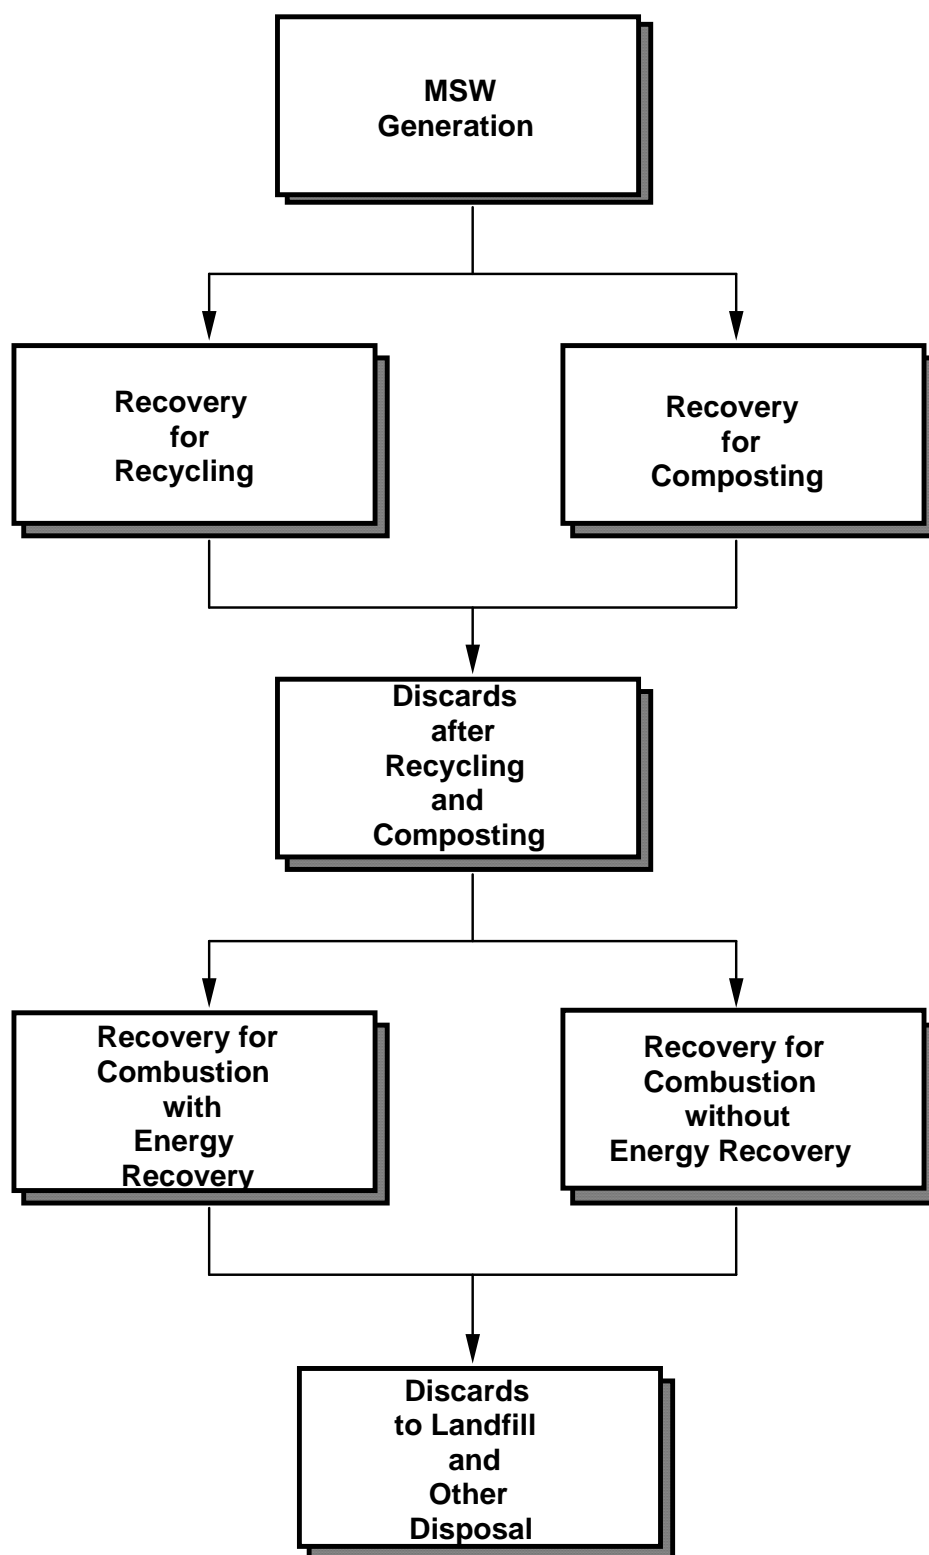 MSW
Generation
Recovery
for
Recycling
Recovery
for
Composting
Discards
after
Recycling
and
Composting
Recovery for
Combustion
with
Energy
Recovery
Recovery for
Combustion
without
Energy Recovery
Discards
to Landfill
and
Other
Disposal